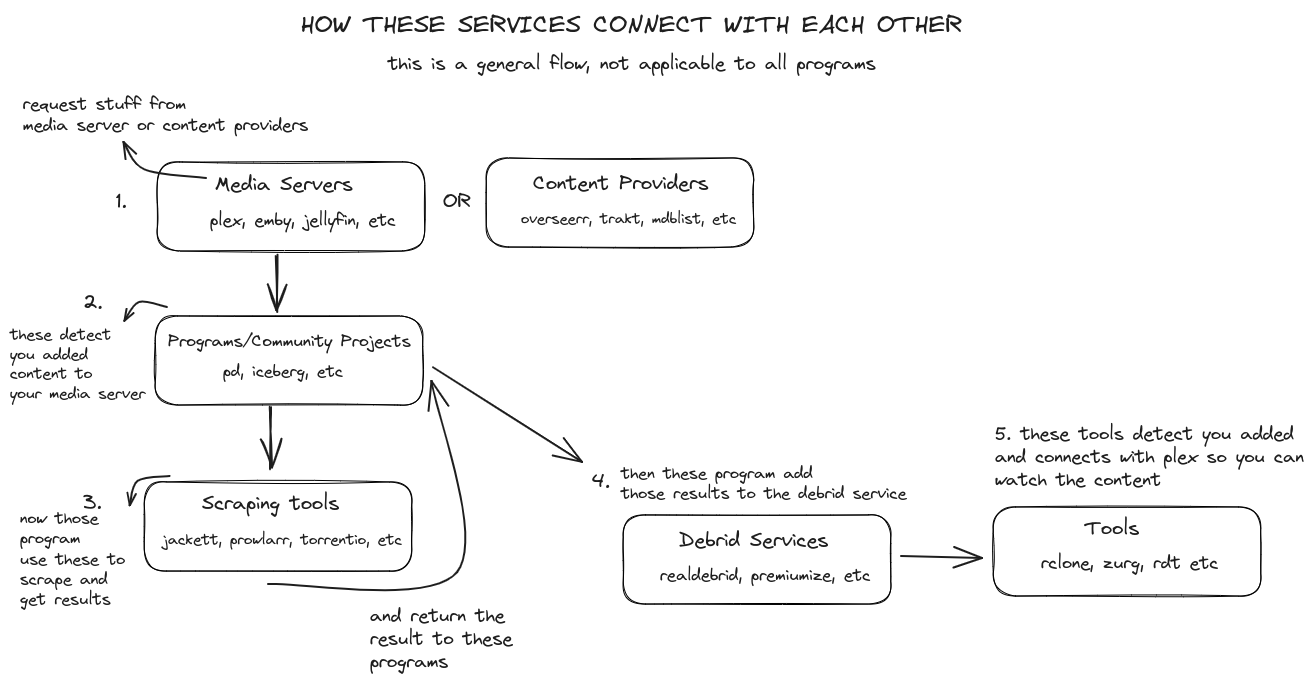 HOW THESE SERVICES CONNECT WITH EACH OTHER
this is a general flow, not applicable to all programs
request stuff from
media server or content providers
1.
Media Servers
plex, emby, jellyfin, etc
OR
Content Providers
overseerr, trakt, mdblist, etc
2.
these detect
you added
content to
your media server
Programs/Community Projects
pd, iceberg, etc
3.
now those
program
use these to
scrape and
get results
Scraping tools
jackett, prowlarr, torrentio, etc
and return the
result to these
programs
4. then these program add
those results to the debrid service
Debrid Services
realdebrid, premiumize, etc
5. these tools detect you added
and connects with plex so you can
watch the content
Tools
rclone, zurg, rdt etc